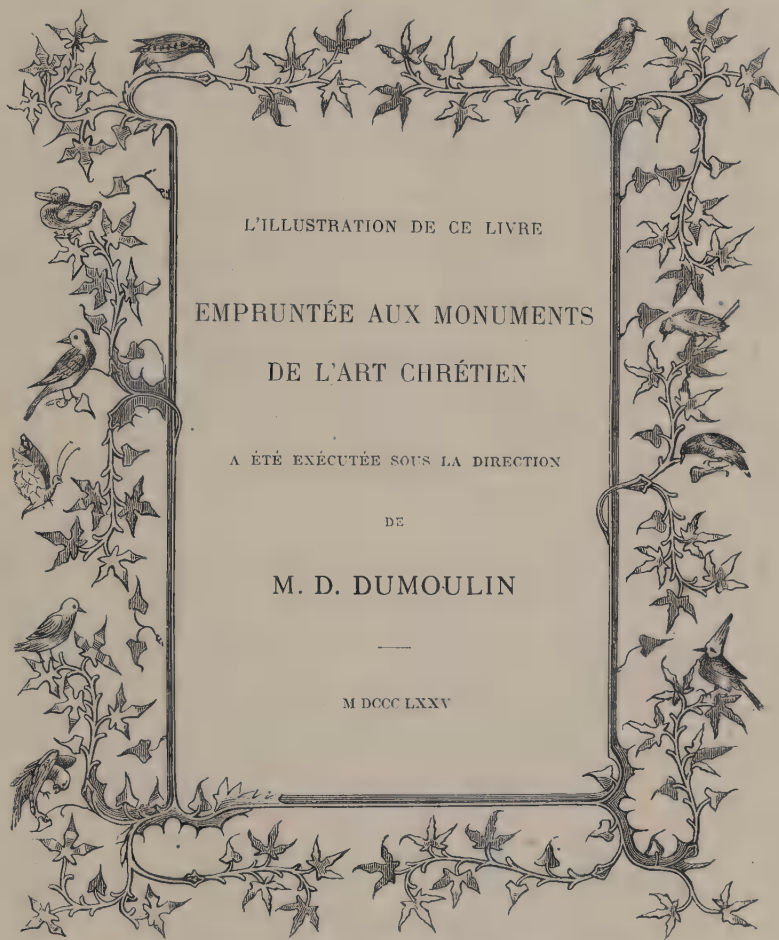 L'ILLUSTRATION DE CE LIVRE
EMPRUNTÉE AUX MONUMENTS
DE L'ART CHRÉTIEN
A ÉTÉ EXÉCUTÉE SOUS LA DIRECTION
DE
M. D. DUMOULIN
M DCCC LXXV